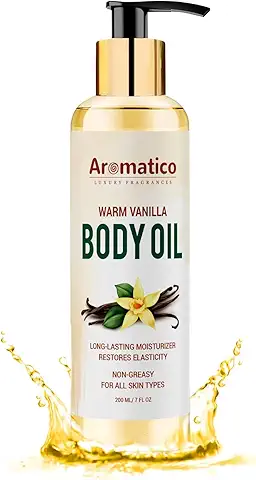 Aromatico
LUXURY FRAGRANCES
WARM VANILLA
BODY OIL
LONG-LASTING MOISTURIZER
RESTORES ELASTICITY
NON-GREASY
FOR ALL SKIN TYPES
200 ML/ 7 FL OZ